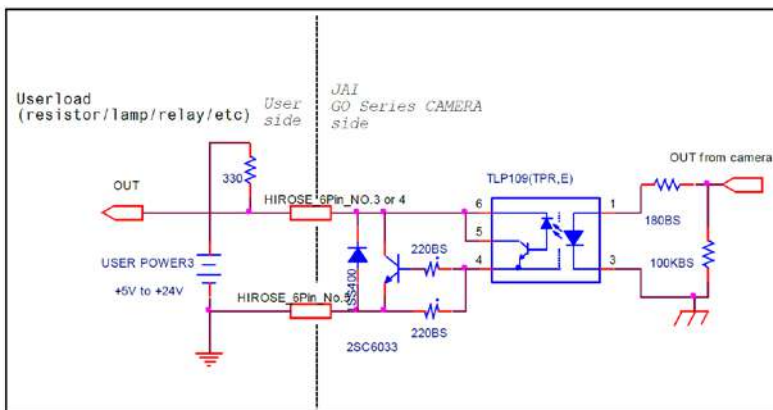 JAI
GO Series CAMERA
side
User
side
Userload
(resistor/lamp/relay/etc)
OUT
330
HIROSE_6Pin_NO.3 or 4
TLP109(TPR,E)
OUT from camera
6
1
180BS
5
220BS
4
3
100KBS
USER POWER3
+5V to +24V
HIROSE_6Pin_No.5
220BS
2SC6033